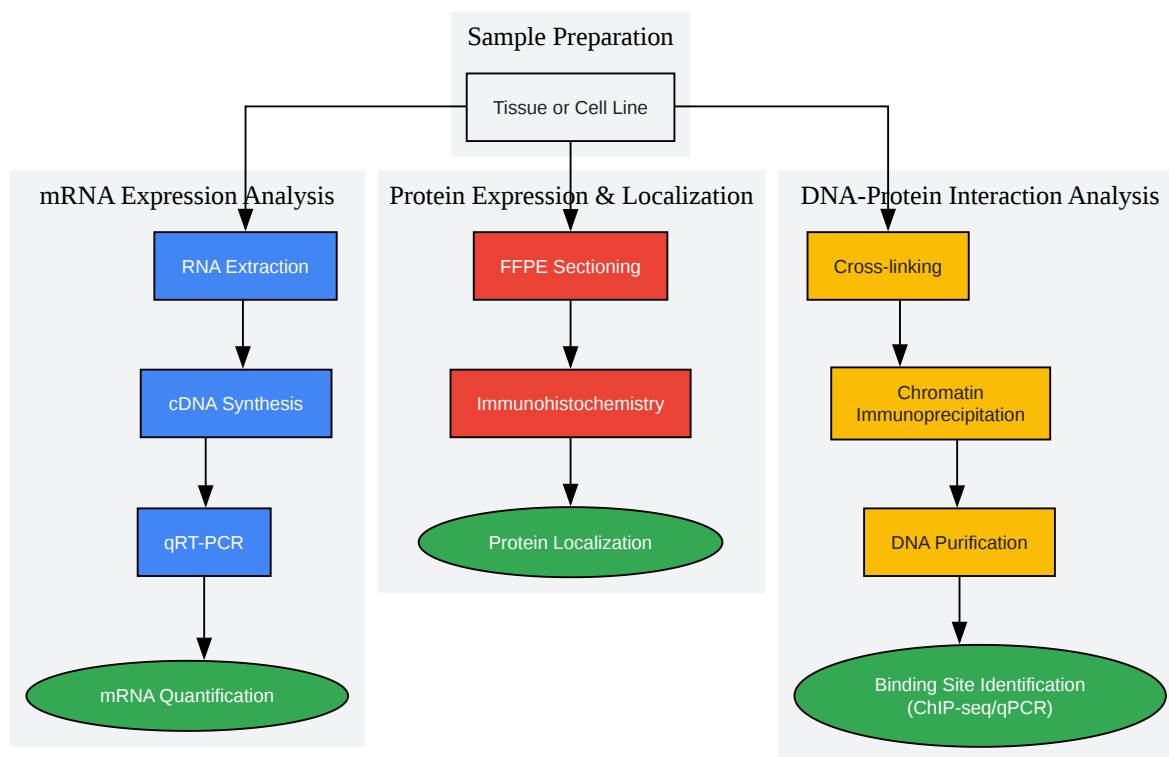 Sample Preparation
Tissue or Cell Line
mRNA Expression Analysis
RNA Extraction
cDNA Synthesis
qRT-PCR
mRNA Quantification
Protein Expression & Localization
FFPE Sectioning
Immunohistochemistry
Protein Localization
DNA-Protein Interaction Analysis
Cross-linking
Chromatin
Immunoprecipitation
DNA Purification
Binding Site Identification
(ChIP-seq/qPCR)